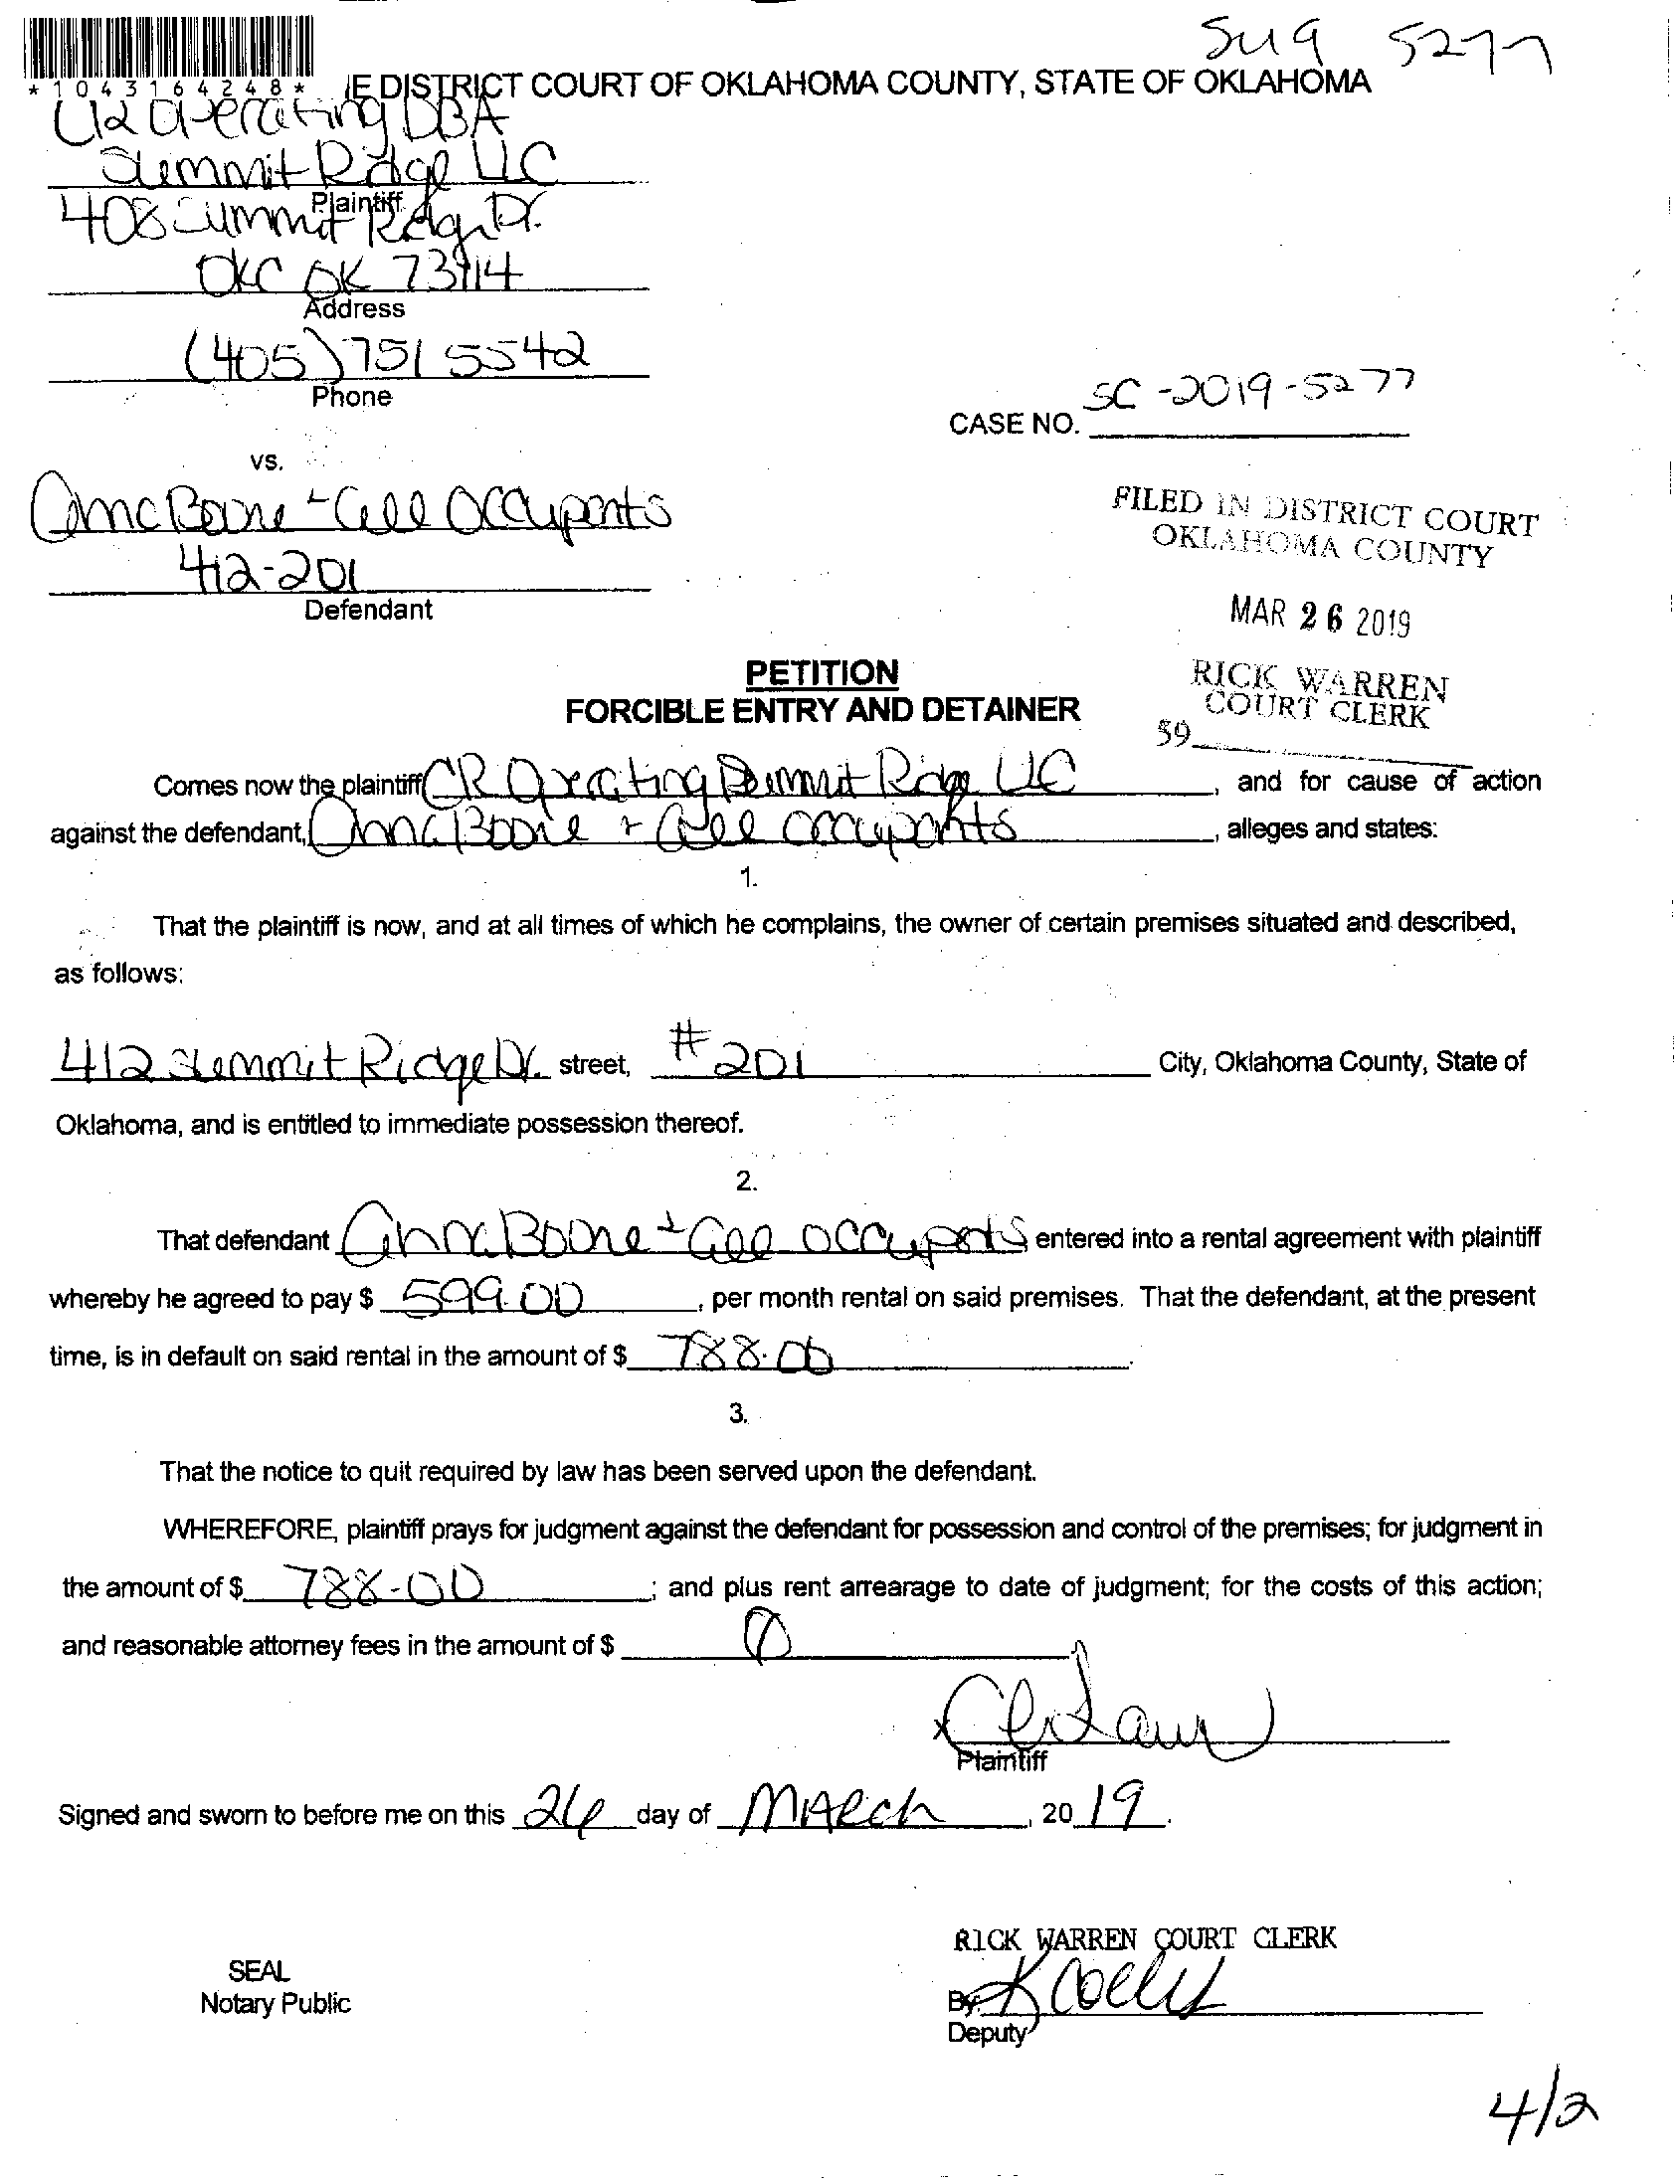 5277
*1043164248*
IE DISTRICT COURT OF OKLAHOMA COUNTY, STATE OF OKLAHOMA
Operating DBA
Summit Ridge LLC
Plaintiff
408 Summit Ridge Dr.
OKC OK 73114
Address
(405) 751 5542
Phone
SC-2019-5277
CASE NO.
vs.
Anna Boone + all Occupants
412-201
Defendant
FILED IN DISTRICT COURT
OKLAHOMA COUNTY
MAR 26 2019
RICK WARREN
COURT CLERK
59
PETITION
FORCIBLE ENTRY AND DETAINER
Comes now the plaintiff CR Operating Summit Ridge LLC, and for cause of action
against the defendant, Anna Boone + all occupants, alleges and states:
1.
That the plaintiff is now, and at all times of which he complains, the owner of certain premises situated and described,
as follows:
412 Summit Ridge Dr. street, #201 City, Oklahoma County, State of
Oklahoma, and is entitled to immediate possession thereof.
2.
That defendant Anna Boone + all occupants entered into a rental agreement with plaintiff
whereby he agreed to pay $ 599.00, per month rental on said premises. That the defendant, at the present
time, is in default on said rental in the amount of $ 788.00.
3.
That the notice to quit required by law has been served upon the defendant.
WHEREFORE, plaintiff prays for judgment against the defendant for possession and control of the premises; for judgment in
the amount of $ 788.00; and plus rent arrearage to date of judgment; for the costs of this action;
and reasonable attorney fees in the amount of $ 0
Plaintiff
Signed and sworn to before me on this 26 day of MARch, 20 19.
RICK WARREN COURT CLERK
SEAL
Notary Public
By
Deputy
4/2